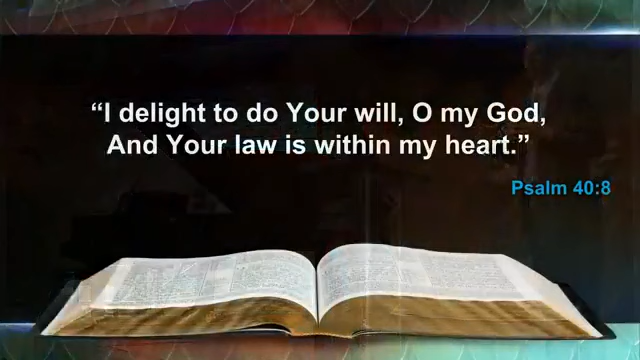 “I delight to do Your will, O my God,
And Your law is within my heart.”
Psalm 40:8